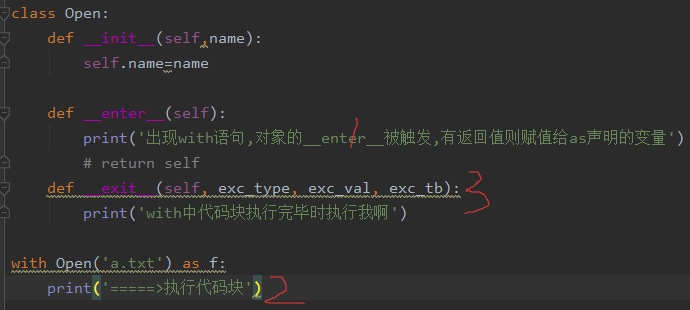 class Open:
    def __init__(self,name):
        self.name=name
    def __enter__(self):
        print('出现with语句,对象的__enter__被触发,有返回值则赋值给as声明的变量')
        # return self
    def __exit__(self, exc_type, exc_val, exc_tb):
        print('with中代码块执行完毕时执行我啊')
with Open('a.txt') as f:
    print('=====>执行代码块')
1
3
2